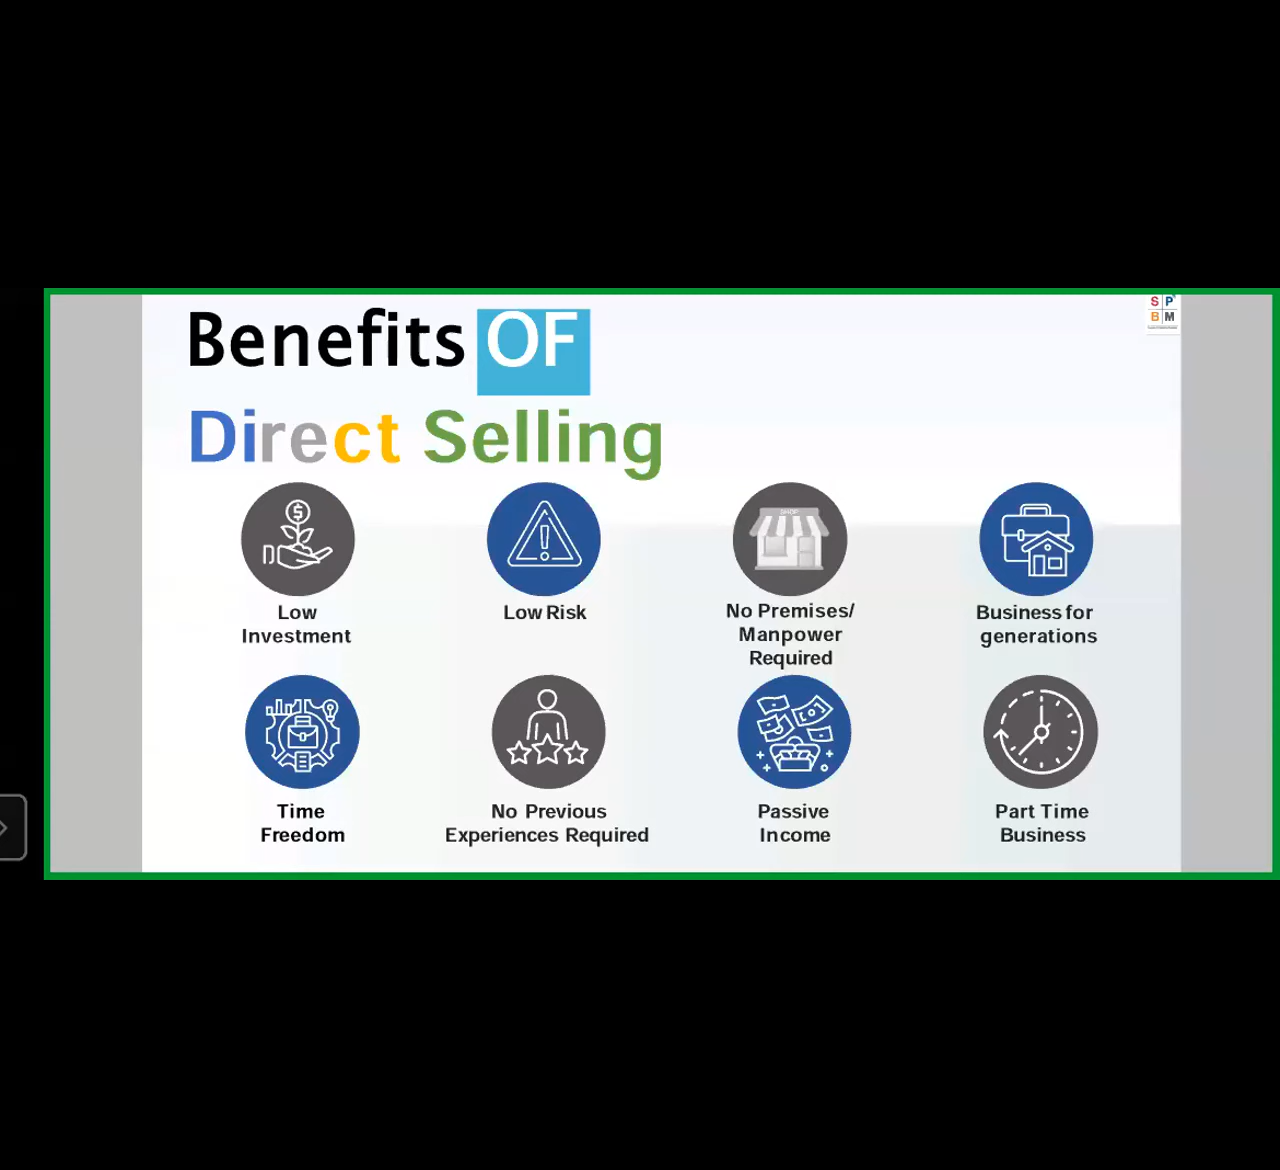 Benefits OF
Direct Selling
S P
B M
SHOP
Low
Investment
Low Risk
No Premises/
Manpower
Required
Business for
generations
Time
Freedom
No Previous
Experiences Required
Passive
Income
Part Time
Business